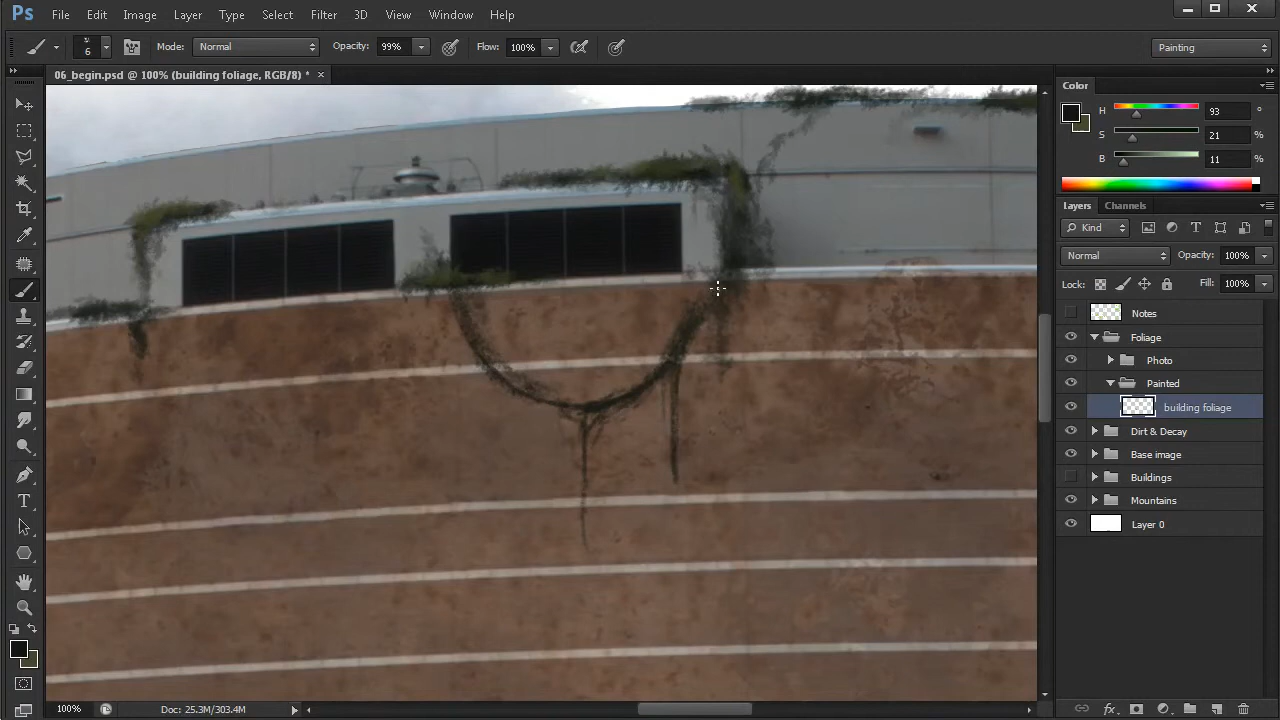 Ps File Edit Image Layer Type Select Filter 3D View Window Help
6 Mode: Normal Opacity: 99% Flow: 100% Painting
06_begin.psd @ 100% (building foliage, RGB/8) * ×
Color
H 93 °
S 21 %
B 11 %
Layers Channels
Kind
Normal Opacity: 100%
Lock: Fill: 100%
Notes
Foliage
Photo
Painted
building foliage
Dirt & Decay
Base image
Buildings
Mountains
Layer 0
100% Doc: 25.3M/303.4M